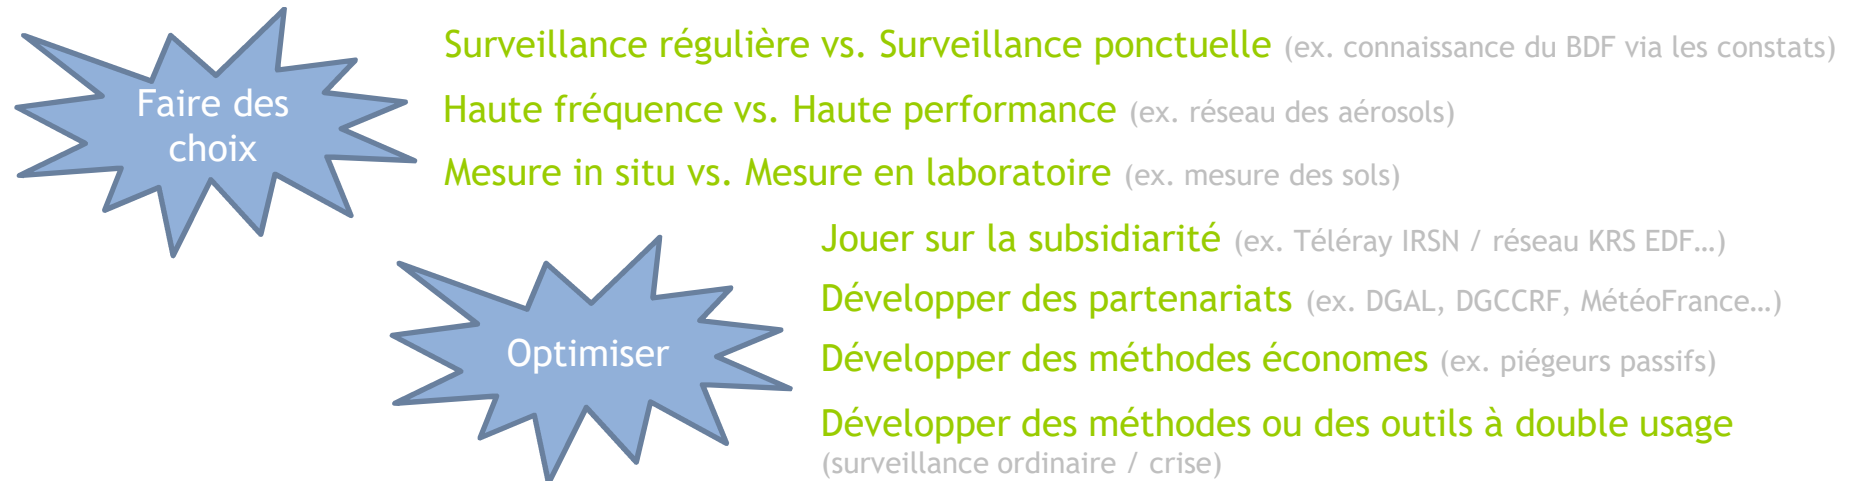 Faire des
choix
Surveillance régulière vs. Surveillance ponctuelle (ex. connaissance du BDF via les constats)
Haute fréquence vs. Haute performance (ex. réseau des aérosols)
Mesure in situ vs. Mesure en laboratoire (ex. mesure des sols)
Optimiser
Jouer sur la subsidiarité (ex. Téléray IRSN / réseau KRS EDF…)
Développer des partenariats (ex. DGAL, DGCCRF, MétéoFrance…)
Développer des méthodes économes (ex. piégeurs passifs)
Développer des méthodes ou des outils à double usage
(surveillance ordinaire / crise)